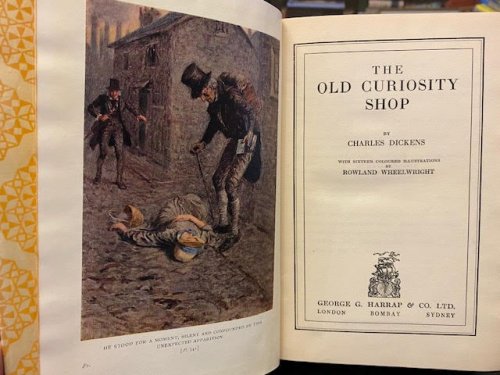 HE STOOD FOR A MOMENT, SILENT AND CONFOUNDED BY THIS
UNEXPECTED APPARITION
THE
OLD CURIOSITY
SHOP
BY
CHARLES DICKENS
WITH SIXTEEN COLOURED ILLUSTRATIONS
BY
ROWLAND WHEELWRIGHT
GEORGE G. HARRAP & CO. LTD.
LONDON BOMBAY SYDNEY